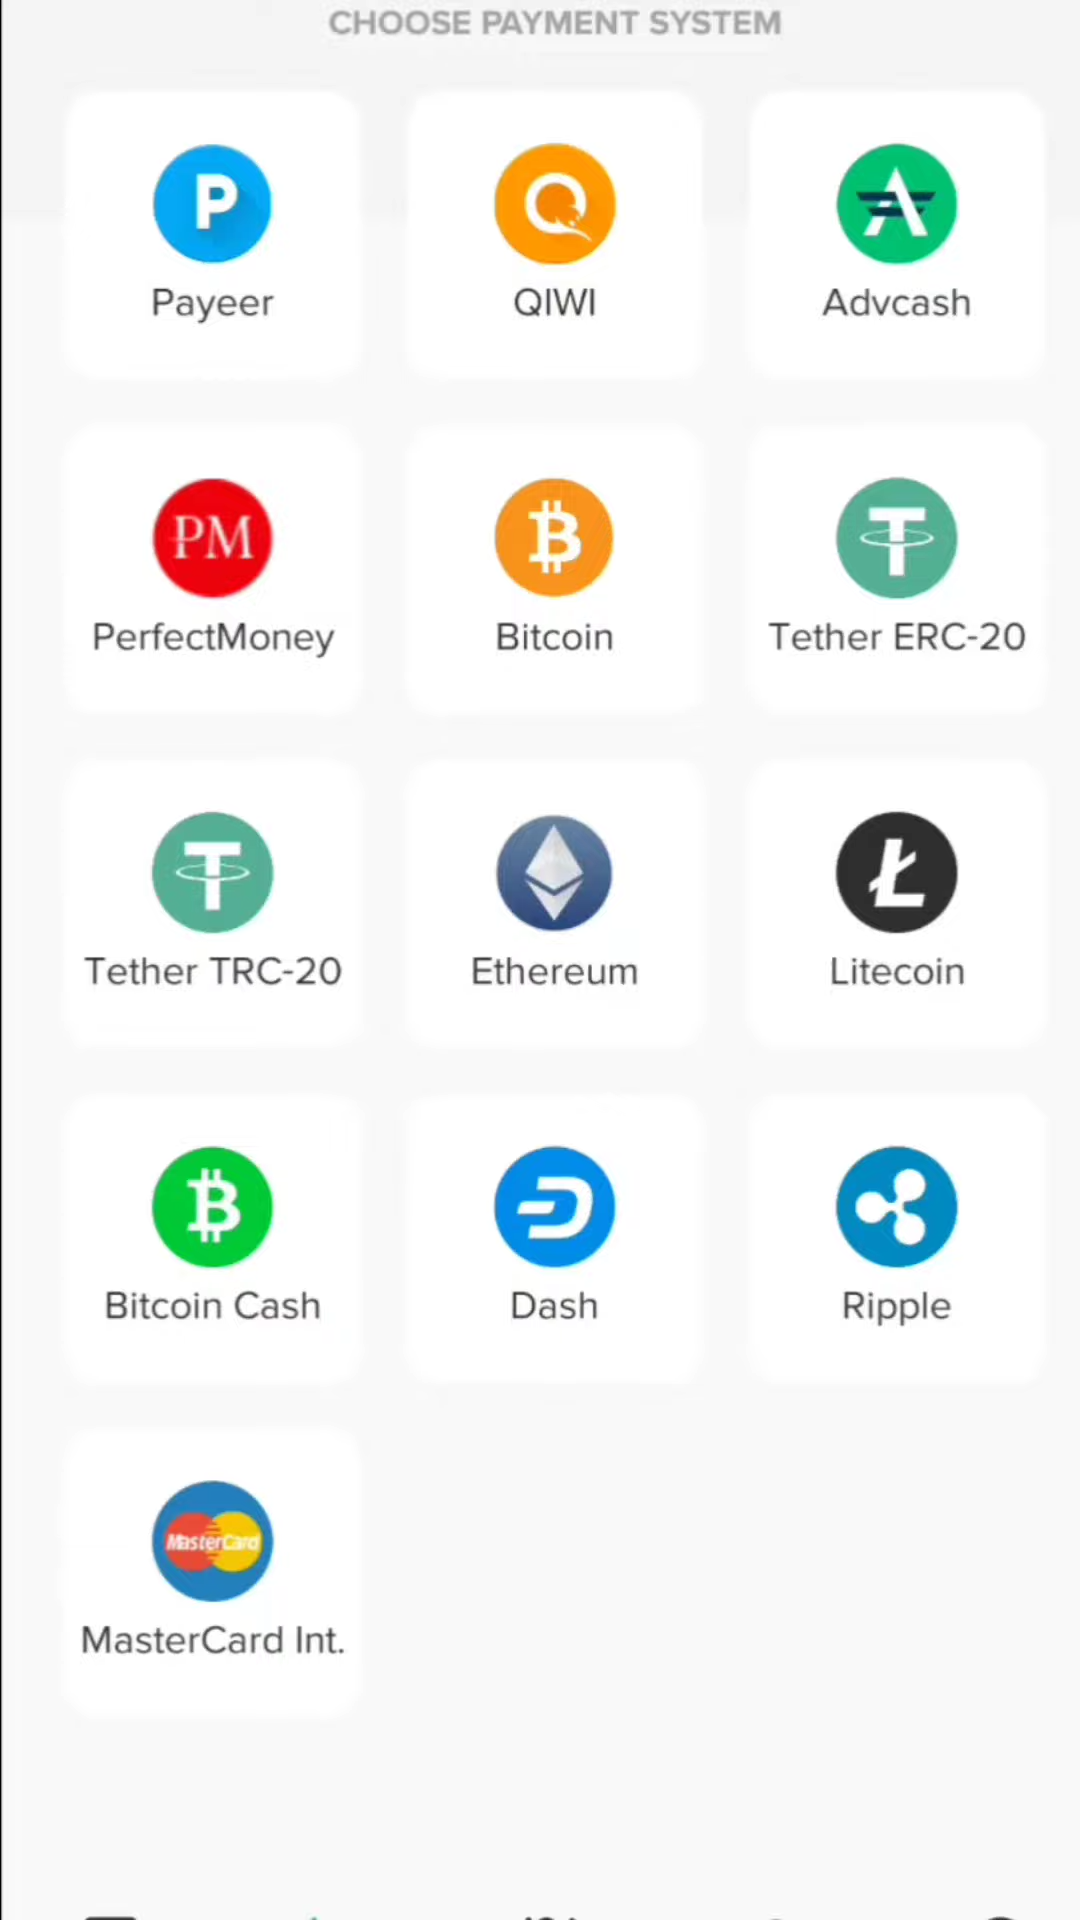 CHOOSE PAYMENT SYSTEM
P
Payeer
QIWI
Advcash
PM
PerfectMoney
Bitcoin
Tether ERC-20
Tether TRC-20
Ethereum
Litecoin
Bitcoin Cash
Dash
Ripple
MasterCard
MasterCard Int.